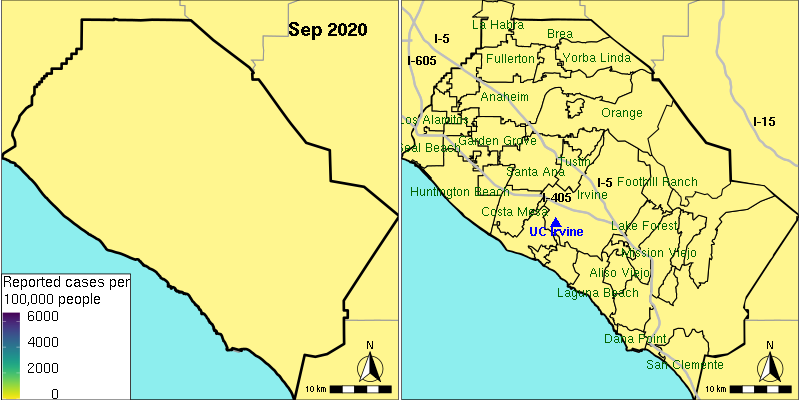 Sep 2020
Reported cases per
100,000 people
6000
4000
2000
0
N
10 km
La Habra
Brea
I-5
I-605
Fullerton
Yorba Linda
Anaheim
Orange
I-15
Los Alamitos
Garden Grove
Seal Beach
Tustin
Santa Ana
I-5
Foothill Ranch
Huntington Beach
I-405
Irvine
Costa Mesa
UC Irvine
Lake Forest
Mission Viejo
Aliso Viejo
Laguna Beach
Dana Point
San Clemente
N
10 km